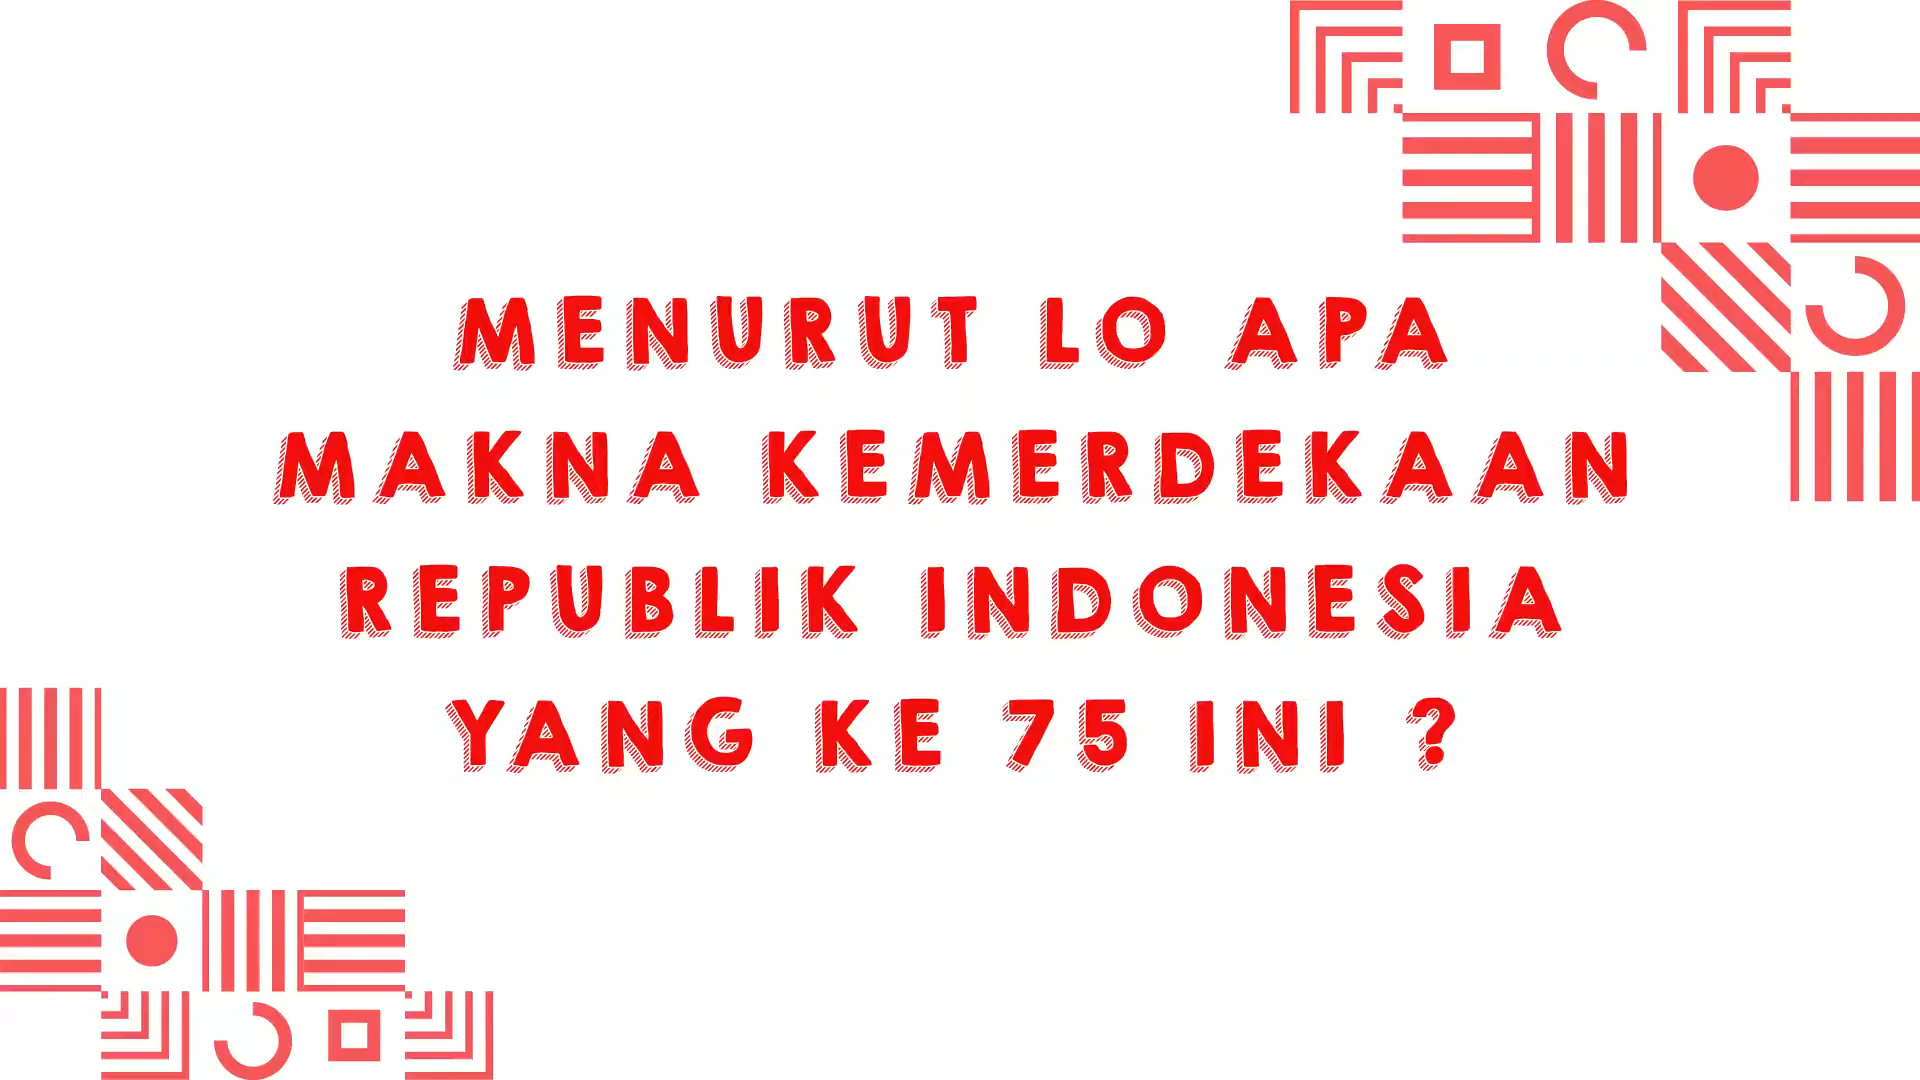 MENURUT LO APA
MAKNA KEMERDEKAAN
REPUBLIK INDONESIA
YANG KE 75 INI ?